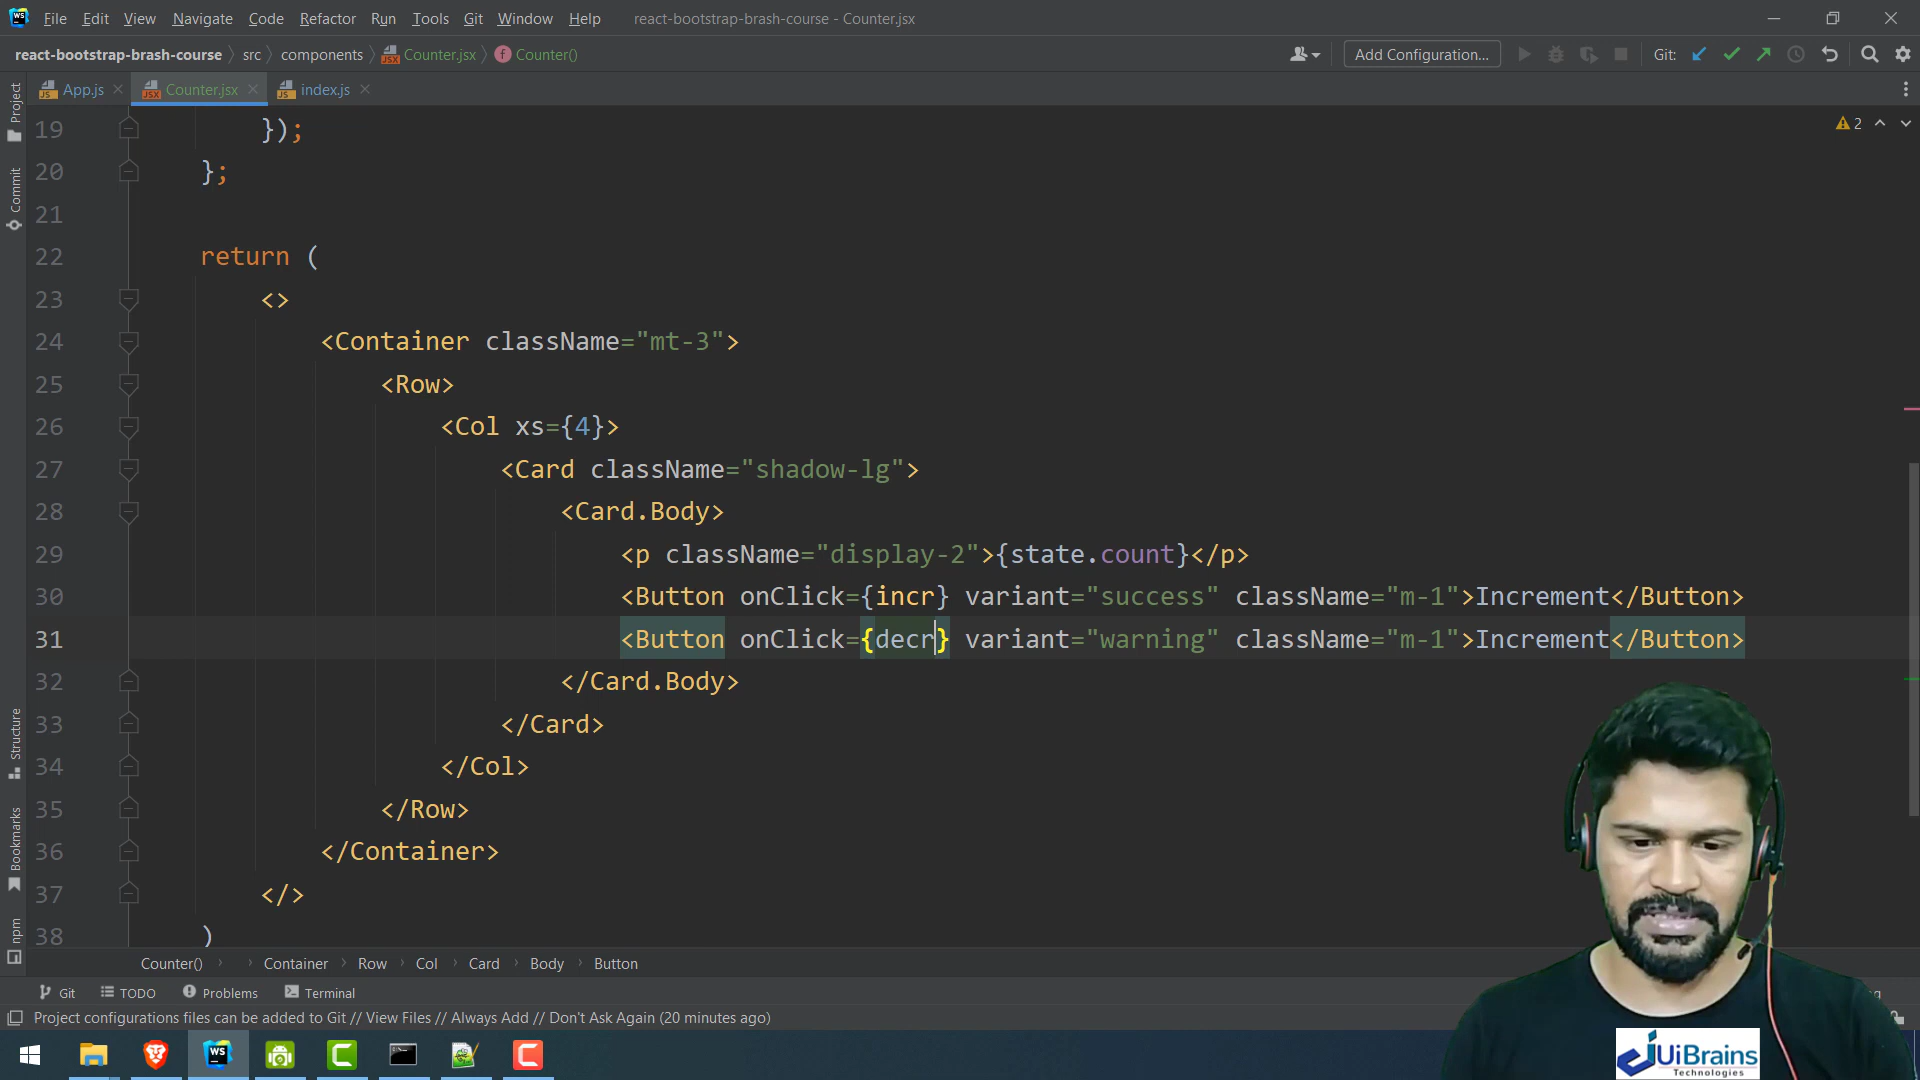 File Edit View Navigate Code Refactor Run Tools Git Window Help react-bootstrap-brash-course - Counter.jsx
react-bootstrap-brash-course src components Counter.jsx Counter() Add Configuration... Git:
App.js Counter.jsx index.js
Project
Commit
Structure
Bookmarks
npm
2
19 });
20 };
21
22 return (
23 <>
24 <Container className="mt-3">
25 <Row>
26 <Col xs={4}>
27 <Card className="shadow-lg">
28 <Card.Body>
29 <p className="display-2">{state.count}</p>
30 <Button onClick={incr} variant="success" className="m-1">Increment</Button>
31 <Button onClick={decr} variant="warning" className="m-1">Increment</Button>
32 </Card.Body>
33 </Card>
34 </Col>
35 </Row>
36 </Container>
37 </>
38 )
Counter() Container Row Col Card Body Button
Git TODO Problems Terminal
Project configurations files can be added to Git // View Files // Always Add // Don't Ask Again (20 minutes ago)
UiBrains
Technologies